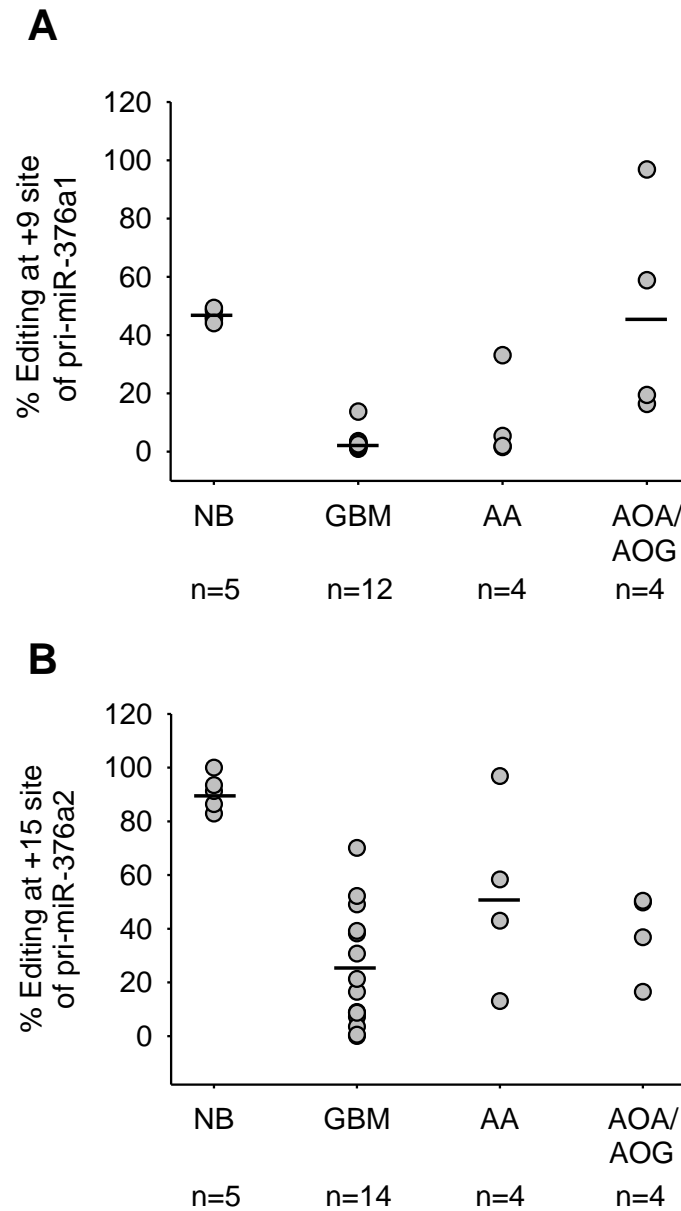 A
% Editing at +9 site
of pri-miR-376a1
120
100
80
60
40
20
0
NB
GBM
AA
AOA/
AOG
n=5
n=12
n=4
n=4
B
% Editing at +15 site
of pri-miR-376a2
120
100
80
60
40
20
0
NB
GBM
AA
AOA/
AOG
n=5
n=14
n=4
n=4